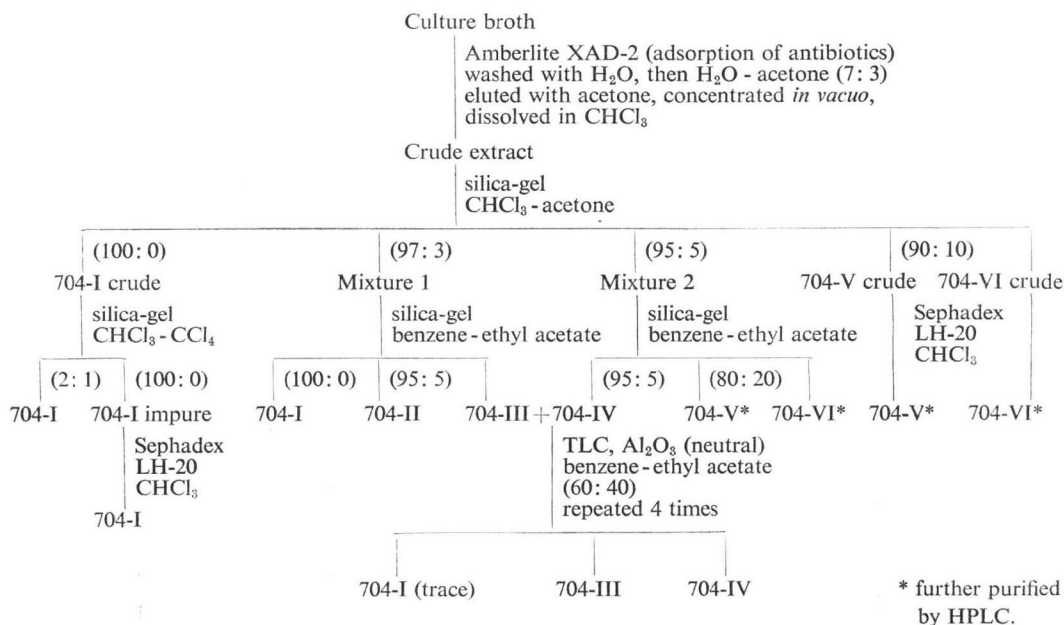 Culture broth
Amberlite XAD-2 (adsorption of antibiotics)
washed with H₂O, then H₂O - acetone (7: 3)
eluted with acetone, concentrated in vacuo,
dissolved in CHCl₃
Crude extract
silica-gel
CHCl₃ - acetone
(100: 0) (97: 3) (95: 5) (90: 10)
704-I crude Mixture 1 Mixture 2 704-V crude 704-VI crude
silica-gel silica-gel silica-gel Sephadex
CHCl₃ - CCl₄ benzene - ethyl acetate benzene - ethyl acetate LH-20
CHCl₃
(2: 1) (100: 0) (100: 0) (95: 5) (95: 5) (80: 20)
704-I 704-I impure 704-I 704-II 704-III + 704-IV 704-V* 704-VI* 704-V* 704-VI*
Sephadex TLC, Al₂O₃ (neutral)
LH-20 benzene - ethyl acetate
CHCl₃ (60: 40)
704-I repeated 4 times
704-I (trace) 704-III 704-IV * further purified
by HPLC.